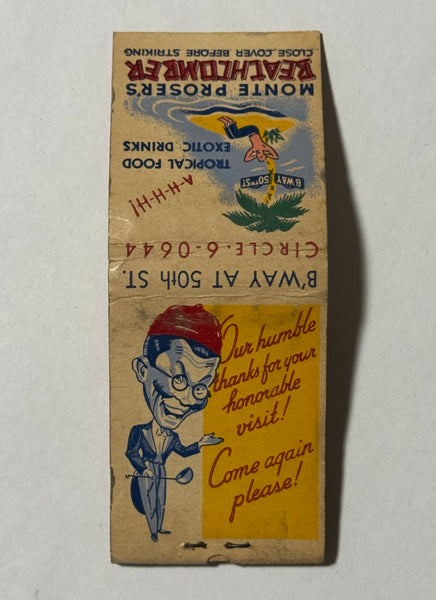 B'WAY AT 50th ST.
CIRCLE·6-0644
B'WAY 50TH ST
A-H-H-H!
TROPICAL FOOD
EXOTIC DRINKS
MONTE PROSER'S
BEACHCOMBER
CLOSE COVER BEFORE STRIKING
Our humble
thanks for your
honorable
visit!
Come again
please!